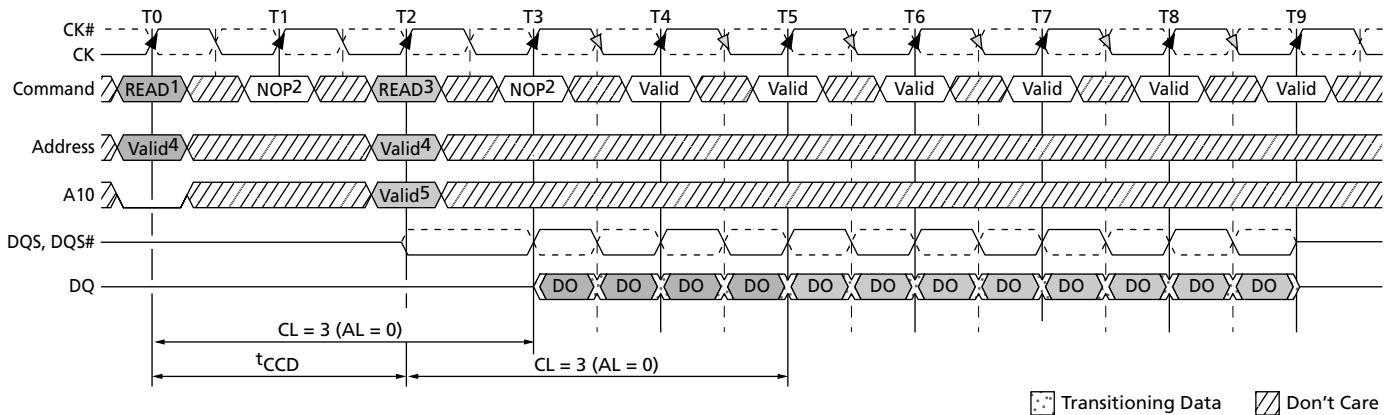 T0 T1 T2 T3 T4 T5 T6 T7 T8 T9
CK#
CK
Command READ1 NOP2 READ3 NOP2 Valid Valid Valid Valid Valid Valid
Address Valid4 Valid4
A10 Valid5
DQS, DQS#
DQ DO DO DO DO DO DO DO DO DO DO DO DO
CL = 3 (AL = 0)
tCCD CL = 3 (AL = 0)
Transitioning Data Don't Care